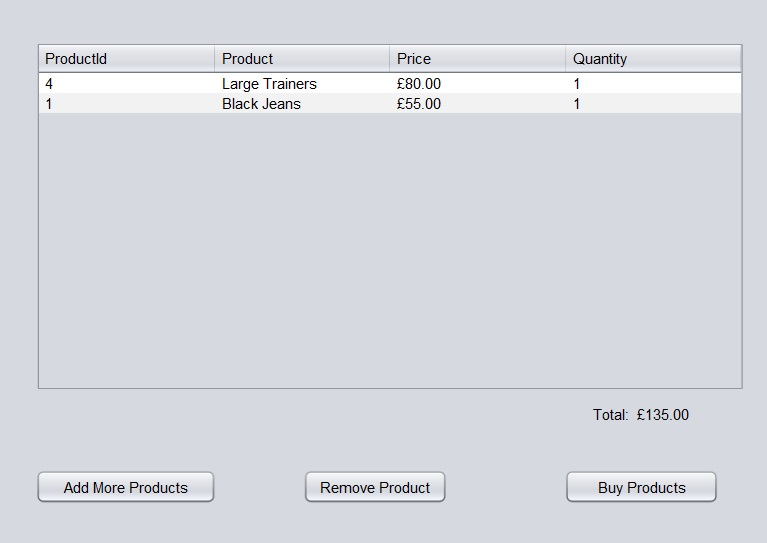 ProductId Product Price Quantity
4 Large Trainers £80.00 1
1 Black Jeans £55.00 1
Total: £135.00
Add More Products Remove Product Buy Products